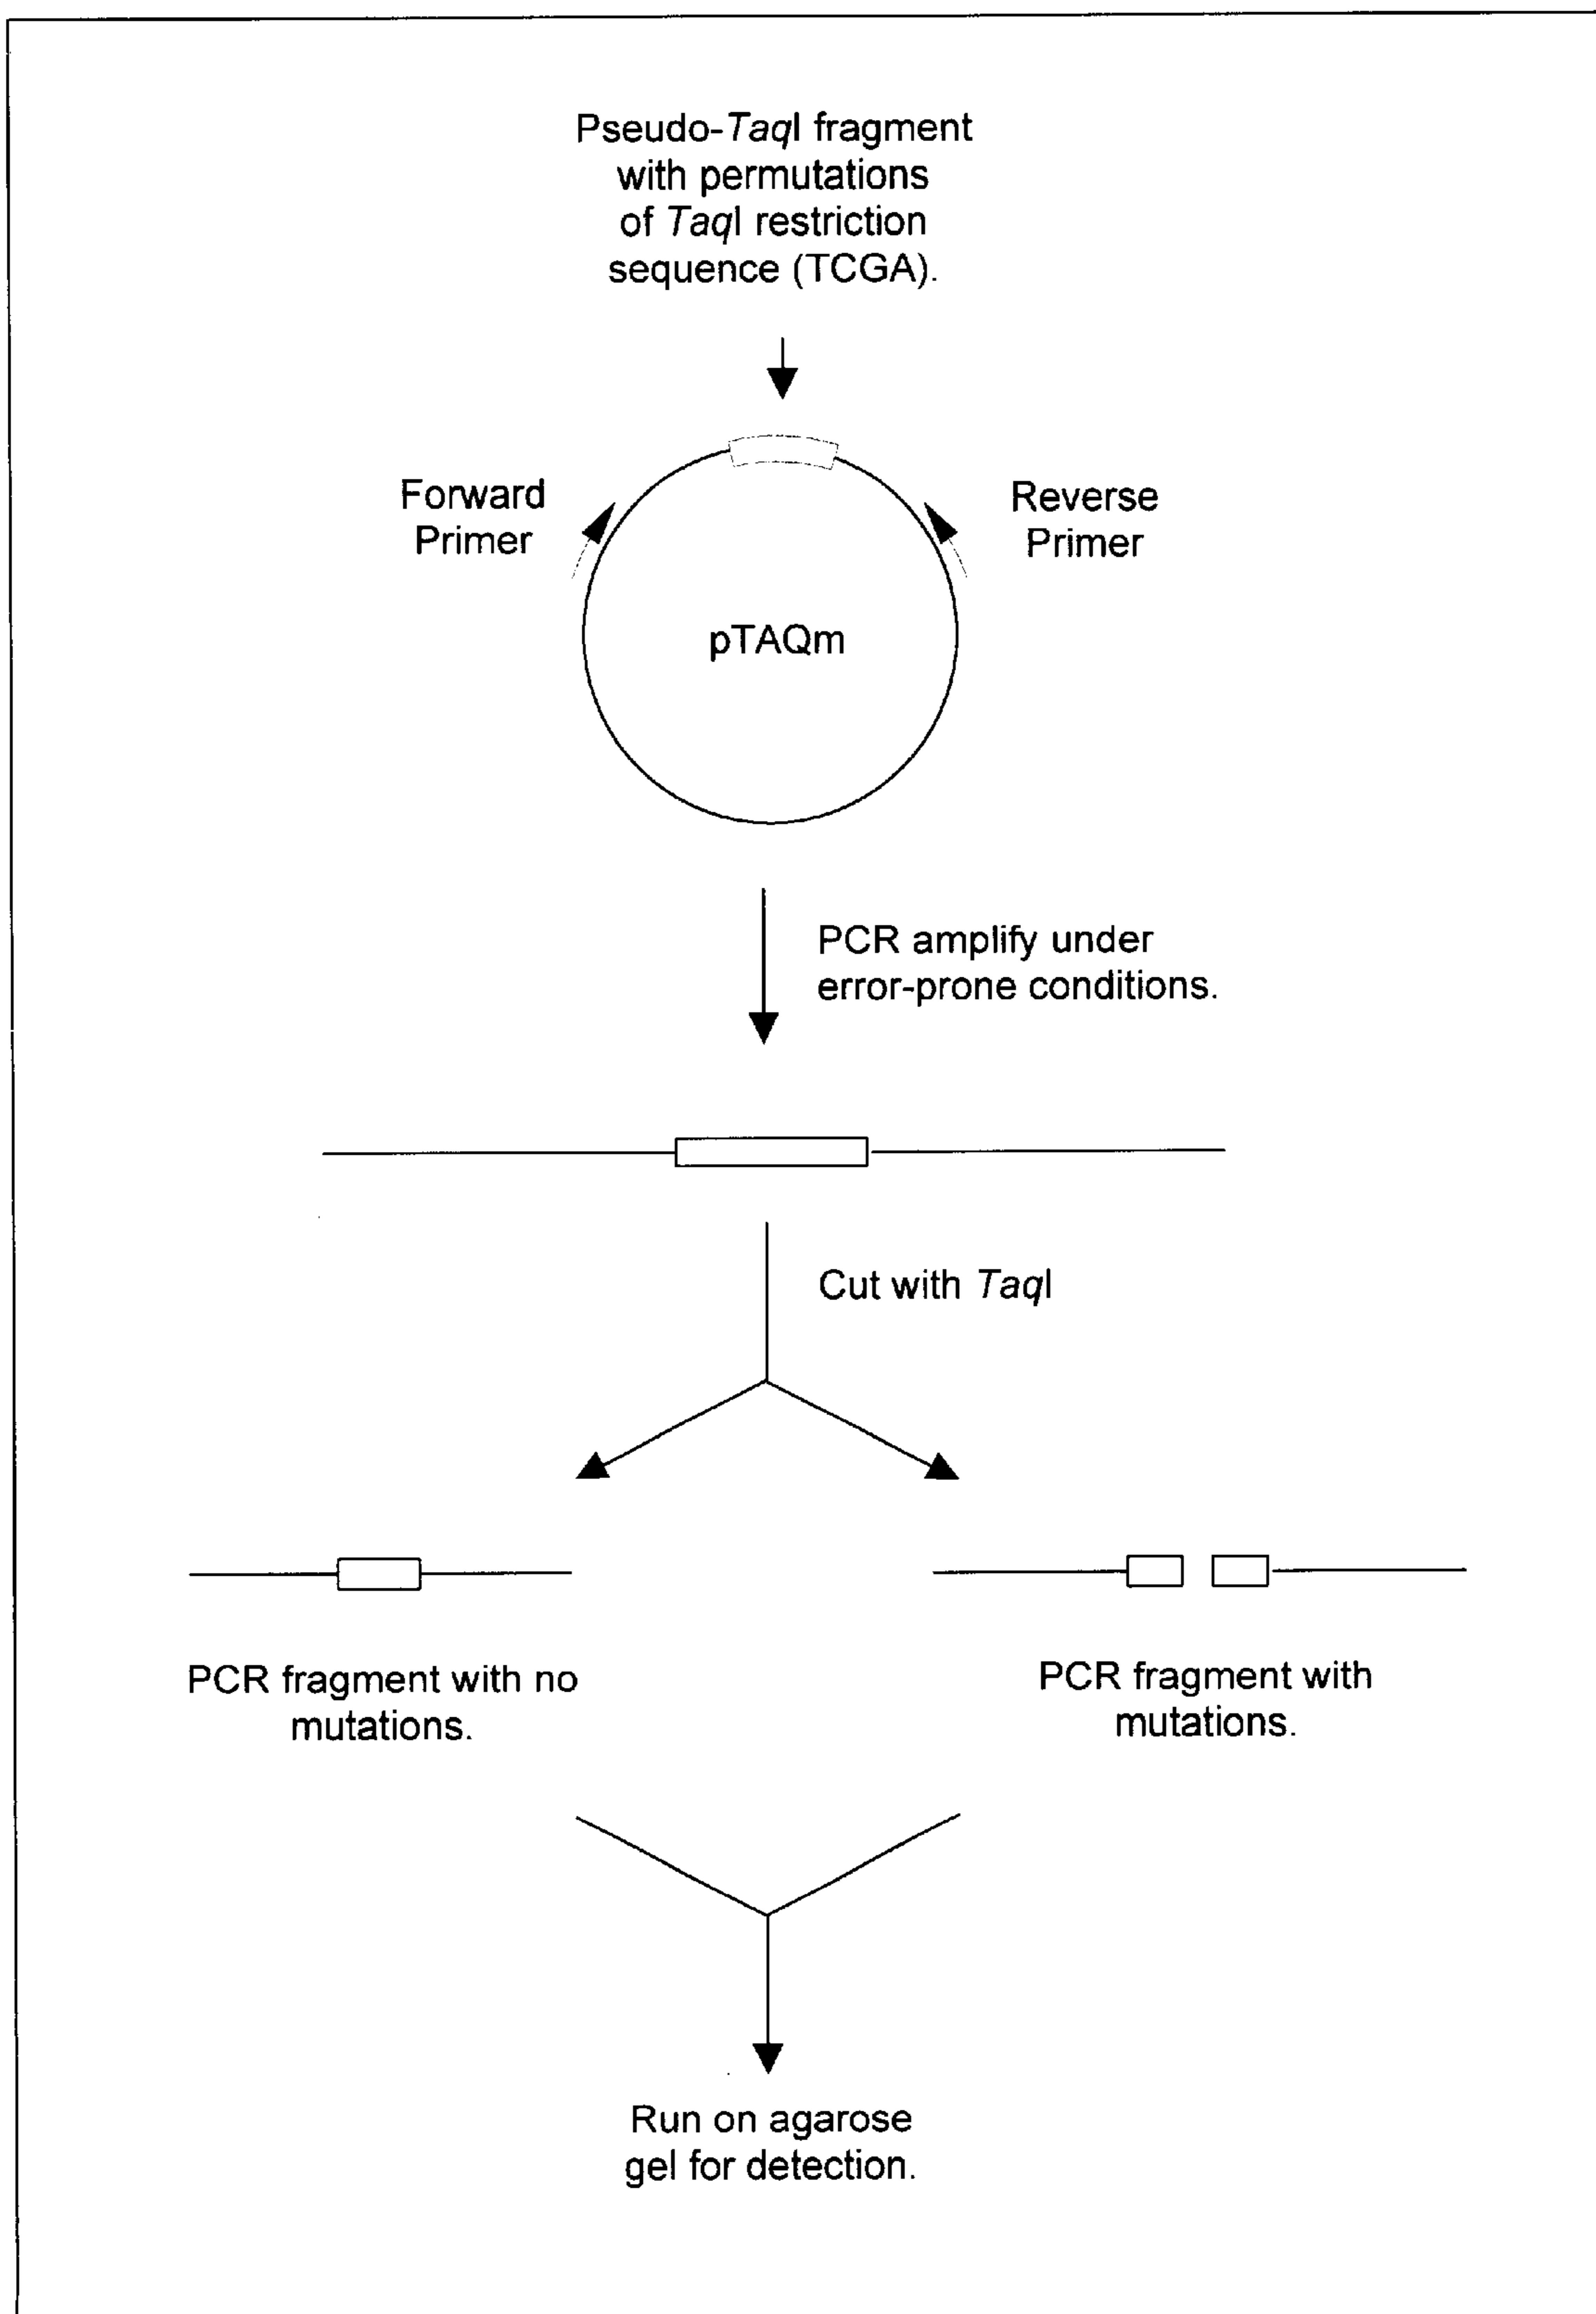 Pseudo-TaqI fragment
with permutations
of TaqI restriction
sequence (TCGA).
Forward
Primer
Reverse
Primer
pTAQm
PCR amplify under
error-prone conditions.
Cut with TaqI
PCR fragment with no
mutations.
PCR fragment with
mutations.
Run on agarose
gel for detection.